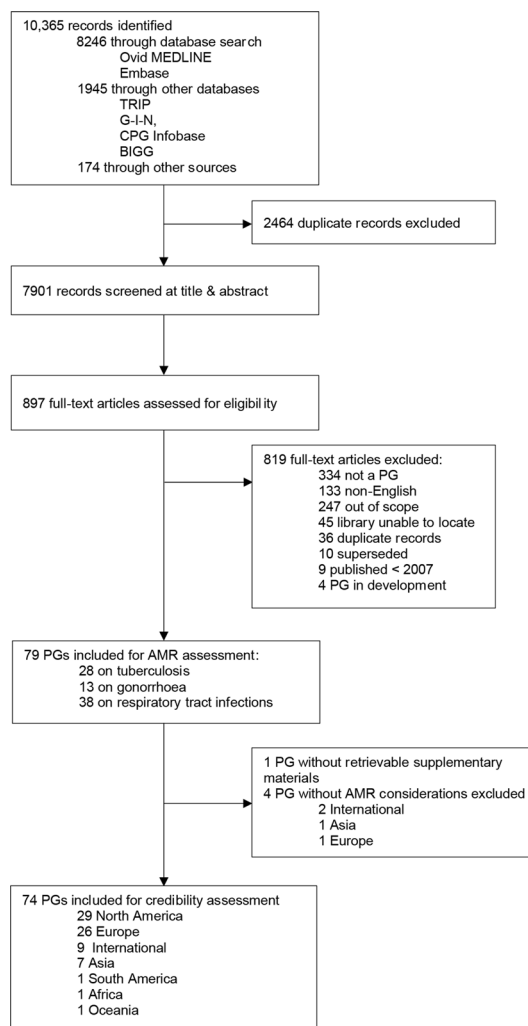 10,365 records identified
8246 through database search
Ovid MEDLINE
Embase
1945 through other databases
TRIP
G-I-N,
CPG Infobase
BIGG
174 through other sources
2464 duplicate records excluded
7901 records screened at title & abstract
897 full-text articles assessed for eligibility
819 full-text articles excluded:
334 not a PG
133 non-English
247 out of scope
45 library unable to locate
36 duplicate records
10 superseded
9 published < 2007
4 PG in development
79 PGs included for AMR assessment:
28 on tuberculosis
13 on gonorrhoea
38 on respiratory tract infections
1 PG without retrievable supplementary
materials
4 PG without AMR considerations excluded
2 International
1 Asia
1 Europe
74 PGs included for credibility assessment
29 North America
26 Europe
9 International
7 Asia
1 South America
1 Africa
1 Oceania